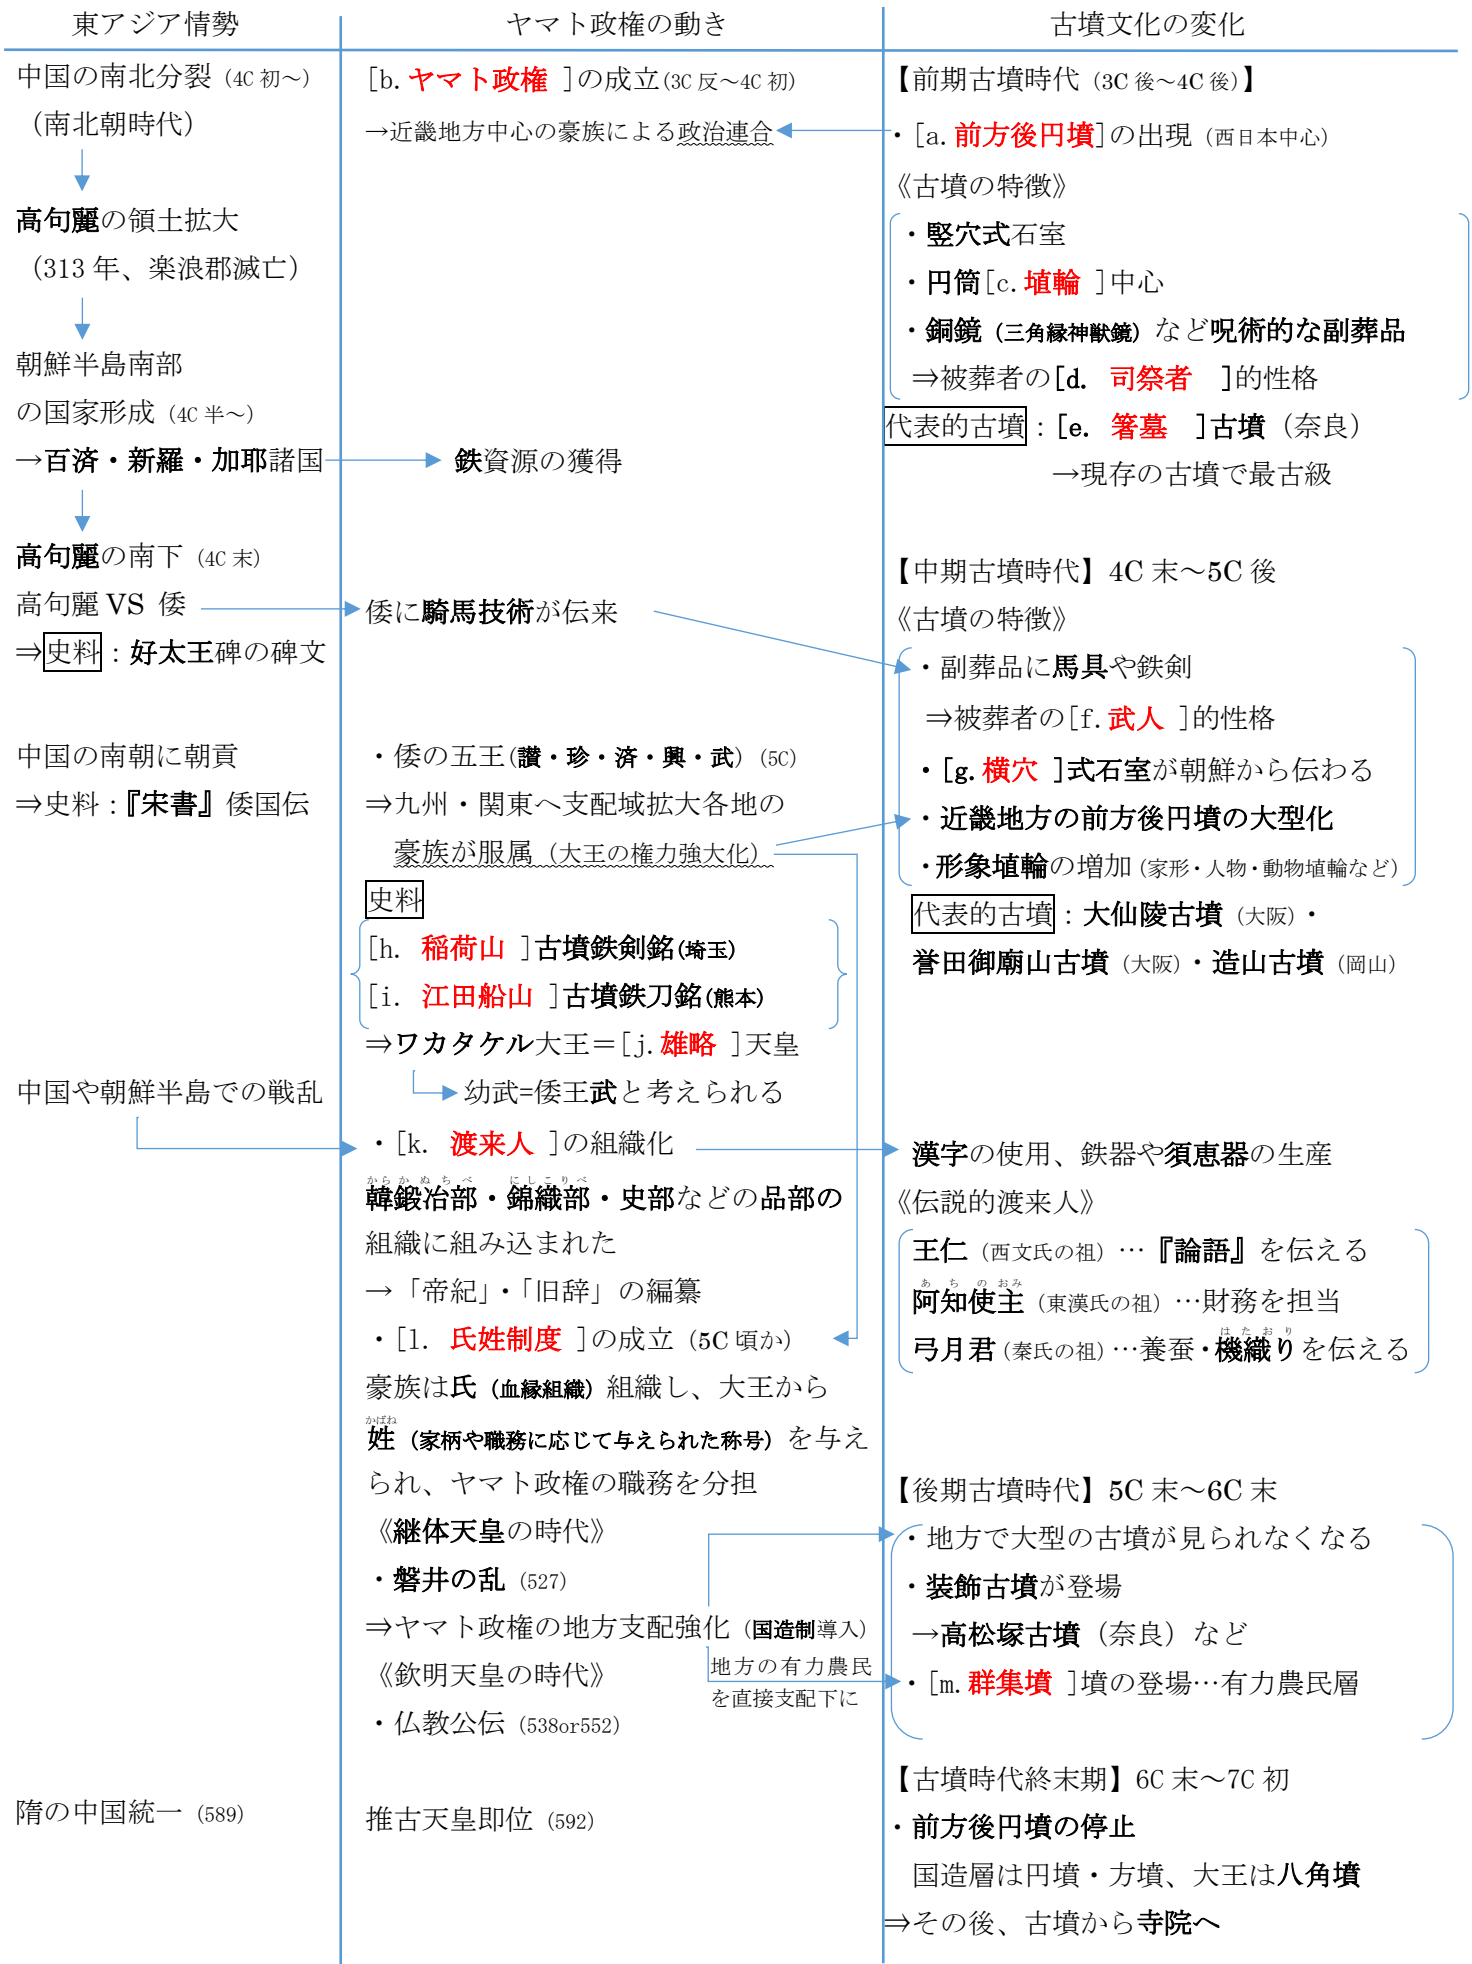 東アジア情勢
中国の南北分裂（4C 初～）
（南北朝時代）
高句麗の領土拡大
（313 年、楽浪郡滅亡）
朝鮮半島南部
の国家形成（4C 半～）
→百済・新羅・加耶諸国
高句麗の南下（4C 末）
高句麗 VS 倭
⇒史料：好太王碑の碑文
中国の南朝に朝貢
⇒史料：『宋書』倭国伝
中国や朝鮮半島での戦乱
隋の中国統一（589）
ヤマト政権の動き
[b. ヤマト政権 ]の成立(3C 反～4C 初)
→近畿地方中心の豪族による政治連合
鉄資源の獲得
倭に騎馬技術が伝来
・倭の五王(讃・珍・済・興・武)（5C）
⇒九州・関東へ支配域拡大各地の
豪族が服属（大王の権力強大化）
史料
[h. 稲荷山 ]古墳鉄剣銘(埼玉)
[i. 江田船山 ]古墳鉄刀銘(熊本)
⇒ワカタケル大王＝[j. 雄略 ]天皇
幼武=倭王武と考えられる
・[k. 渡来人 ]の組織化
からかぬちべ にしこりべ
韓鍛冶部・錦織部・史部などの品部の
組織に組み込まれた
→「帝紀」・「旧辞」の編纂
・[l. 氏姓制度 ]の成立（5C 頃か）
豪族は氏（血縁組織）組織し、大王から
かばね
姓（家柄や職務に応じて与えられた称号）を与え
られ、ヤマト政権の職務を分担
《継体天皇の時代》
・磐井の乱（527）
⇒ヤマト政権の地方支配強化（国造制導入）
地方の有力農民
を直接支配下に
《欽明天皇の時代》
・仏教公伝（538or552）
推古天皇即位（592）
古墳文化の変化
【前期古墳時代（3C 後～4C 後）】
・[a. 前方後円墳]の出現（西日本中心）
《古墳の特徴》
・竪穴式石室
・円筒[c. 埴輪 ]中心
・銅鏡（三角縁神獣鏡）など呪術的な副葬品
⇒被葬者の[d. 司祭者 ]的性格
代表的古墳：[e. 箸墓 ]古墳（奈良）
→現存の古墳で最古級
【中期古墳時代】4C 末～5C 後
《古墳の特徴》
・副葬品に馬具や鉄剣
⇒被葬者の[f. 武人 ]的性格
・[g. 横穴 ]式石室が朝鮮から伝わる
・近畿地方の前方後円墳の大型化
・形象埴輪の増加（家形・人物・動物埴輪など）
代表的古墳：大仙陵古墳（大阪）・
誉田御廟山古墳（大阪）・造山古墳（岡山）
漢字の使用、鉄器や須恵器の生産
《伝説的渡来人》
王仁（西文氏の祖）…『論語』を伝える
あちのおみ
阿知使主（東漢氏の祖）…財務を担当
はたおり
弓月君（秦氏の祖）…養蚕・機織りを伝える
【後期古墳時代】5C 末～6C 末
・地方で大型の古墳が見られなくなる
・装飾古墳が登場
→高松塚古墳（奈良）など
・[m. 群集墳 ]墳の登場…有力農民層
【古墳時代終末期】6C 末～7C 初
・前方後円墳の停止
国造層は円墳・方墳、大王は八角墳
⇒その後、古墳から寺院へ